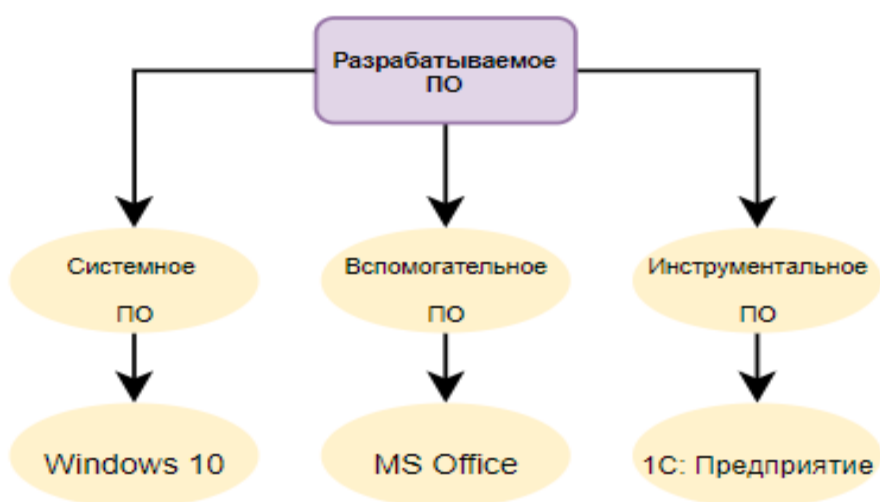 Разрабатываемое
ПО
Системное
ПО
Вспомогательное
ПО
Инструментальное
ПО
Windows 10
MS Office
1С: Предприятие